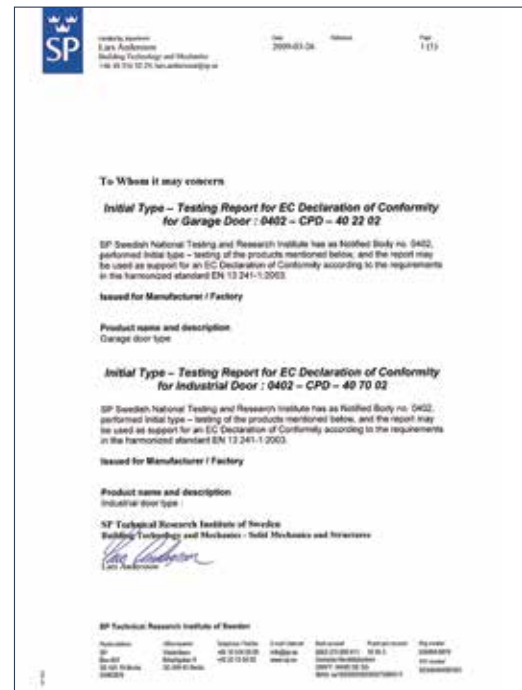 SP
Handled by, department
Lars Andersson
Building Technology and Mechanics
Date
2009-03-26
Reference
Page
1 (1)
To Whom it may concern
Initial Type – Testing Report for EC Declaration of Conformity
for Garage Door : 0402 – CPD – 40 22 02
SP Swedish National Testing and Research Institute has as Notified Body no. 0402,
performed Initial type – testing of the products mentioned below, and the report may
be used as support for an EC Declaration of Conformity according to the requirements
in the harmonized standard EN 13 241-1:2003.
Issued for Manufacturer / Factory
Product name and description
Garage door type
Initial Type – Testing Report for EC Declaration of Conformity
for Industrial Door : 0402 – CPD – 40 70 02
SP Swedish National Testing and Research Institute has as Notified Body no. 0402,
performed Initial type – testing of the products mentioned below, and the report may
be used as support for an EC Declaration of Conformity according to the requirements
in the harmonized standard EN 13 241-1:2003.
Issued for Manufacturer / Factory
Product name and description
Industrial door type
SP Technical Research Institute of Sweden
Building Technology and Mechanics - Solid Mechanics and Structures
Lars Andersson
Lars Andersson
SP Technical Research Institute of Sweden